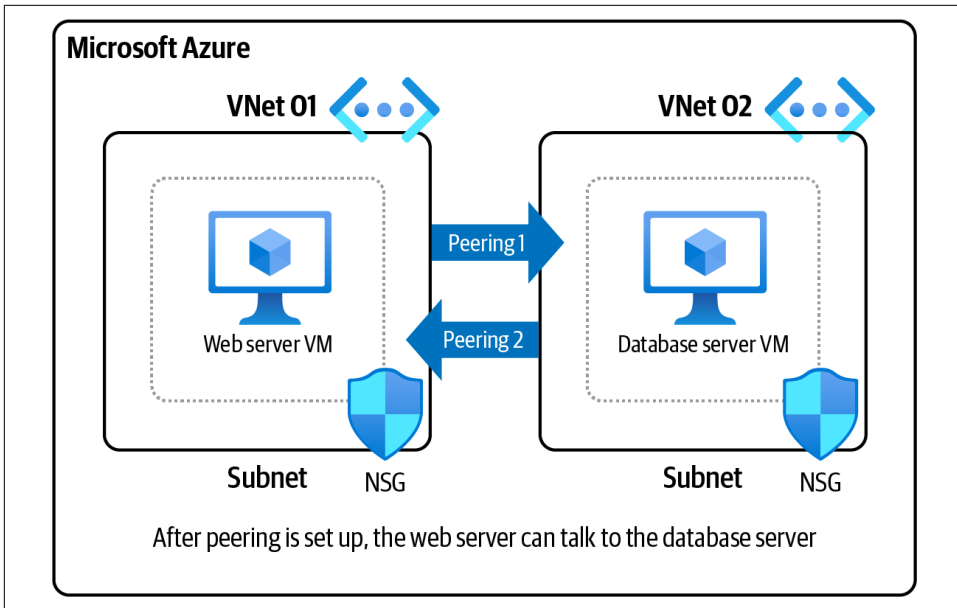 Microsoft Azure
VNet 01
VNet 02
Peering 1
Peering 2
Web server VM
Database server VM
Subnet
NSG
Subnet
NSG
After peering is set up, the web server can talk to the database server